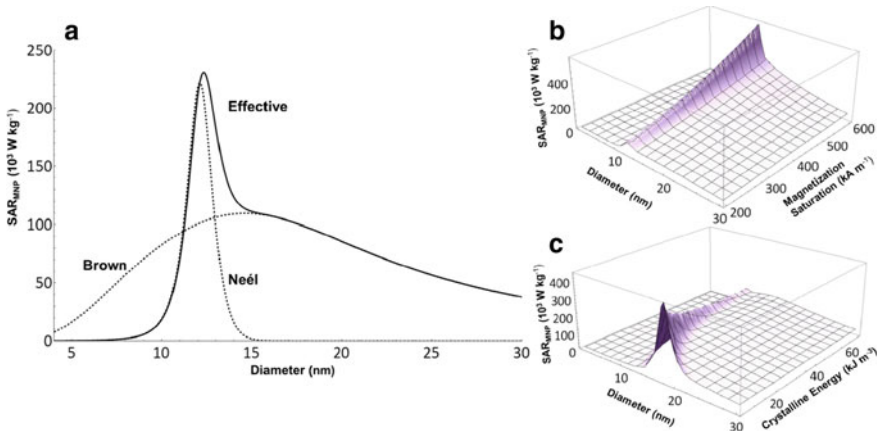 a
250
200
150
100
50
0
SAR_MNP (10³ W kg⁻¹)
Effective
Brown
Neél
5 10 15 20 25 30
Diameter (nm)
b
400
200
0
SAR_MNP (10³ W kg⁻¹)
10
20
30
Diameter (nm)
200
300
400
500
600
Magnetization
Saturation (kA m⁻¹)
c
400
300
200
100
0
SAR_MNP (10³ W kg⁻¹)
10
20
30
Diameter (nm)
20
40
60
Crystalline Energy (kJ m⁻³)